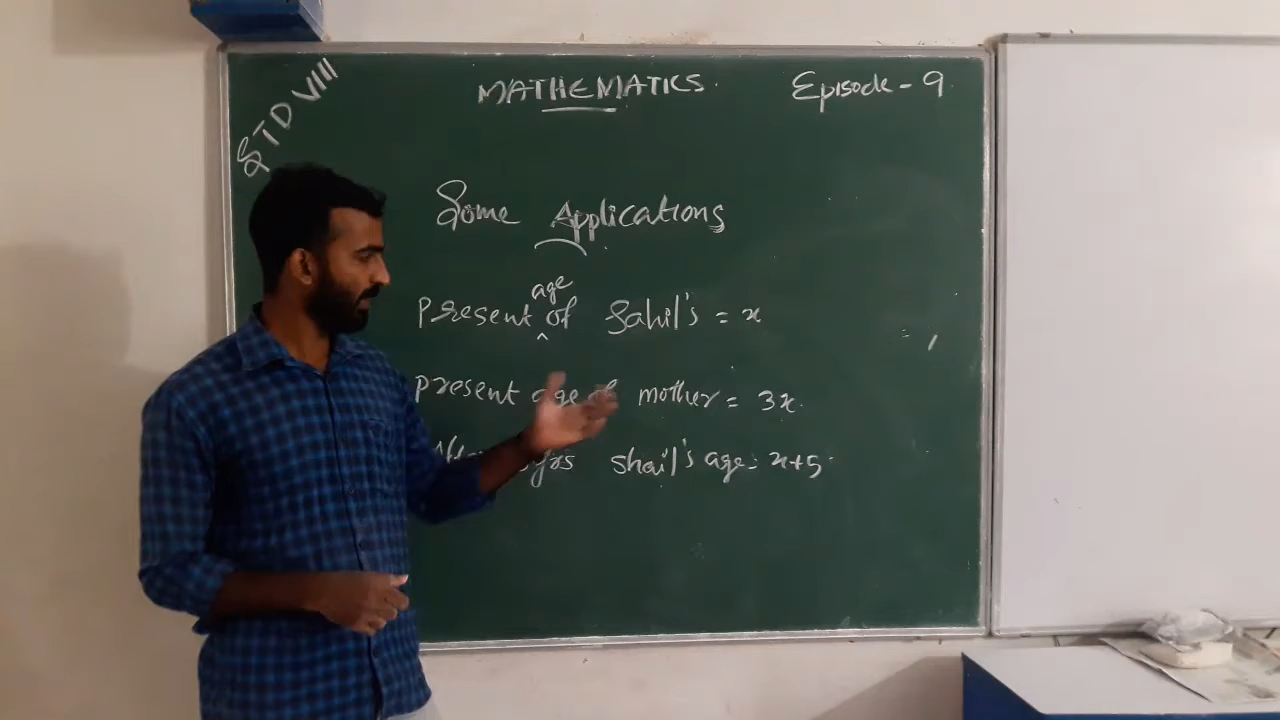 STD VIII
MATHEMATICS
Episode - 9
Some Applications
age
Present of Sahil's = x
Present age of mother = 3x
yrs shail's age = x+5